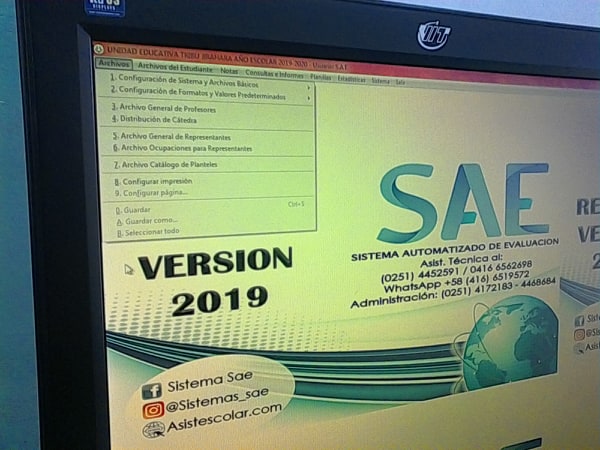 UNIDAD EDUCATIVA TRIBU JIRAHARA AÑO ESCOLAR 2019-2020 - Usuario: S.A.T
Archivos Archivos del Estudiante Notas Consultas e Informes Planillas Estadísticas Sistema Salir
1. Configuración de Sistema y Archivos Básicos
2. Configuración de Formatos y Valores Predeterminados
3. Archivo General de Profesores
4. Distribución de Cátedra
5. Archivo General de Representantes
6. Archivo Ocupaciones para Representantes
7. Archivo Catálogo de Planteles
8. Configurar impresión
9. Configurar página...
0. Guardar Ctrl+S
A. Guardar como...
B. Seleccionar todo
VERSION
2019
SAE
SISTEMA AUTOMATIZADO DE EVALUACION
Asist. Técnica al:
(0251) 4452591 / 0416 6562698
WhatsApp +58 (416) 6519572
Administración: (0251) 4172183 - 4468684
Sistema Sae
@Sistemas_sae
Asistescolar.com
RE
VE
2
Siste
@Si
Asis